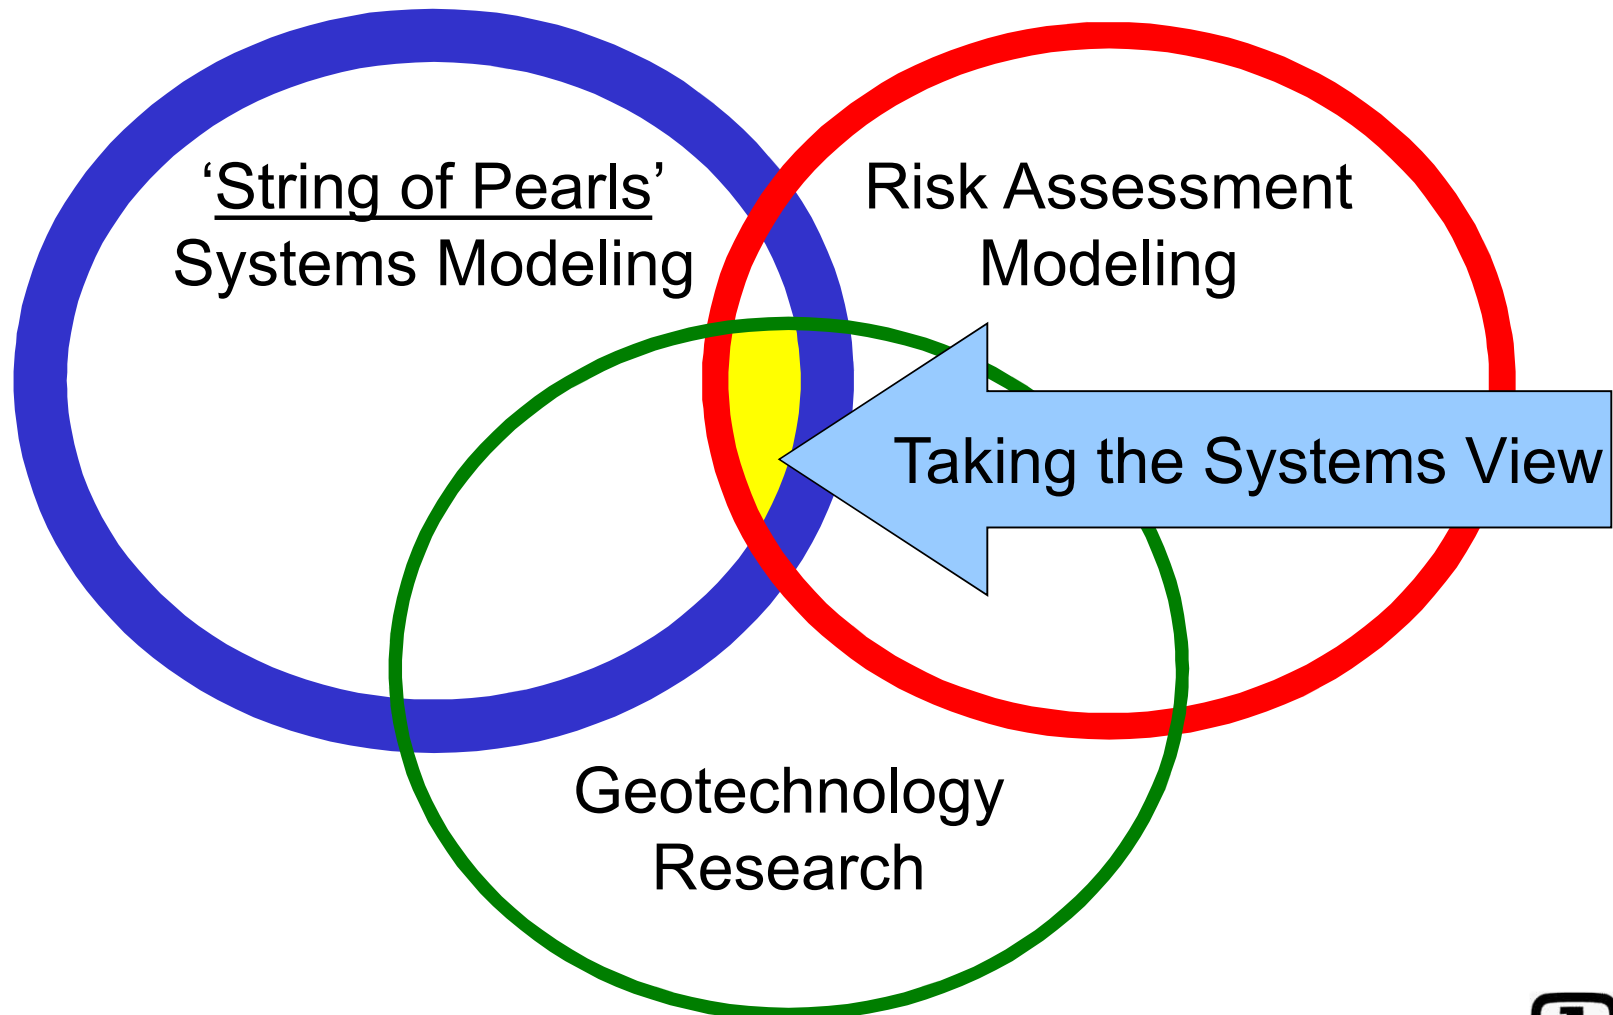 ‘String of Pearls’
Systems Modeling
Risk Assessment
Modeling
Taking the Systems View
Geotechnology
Research